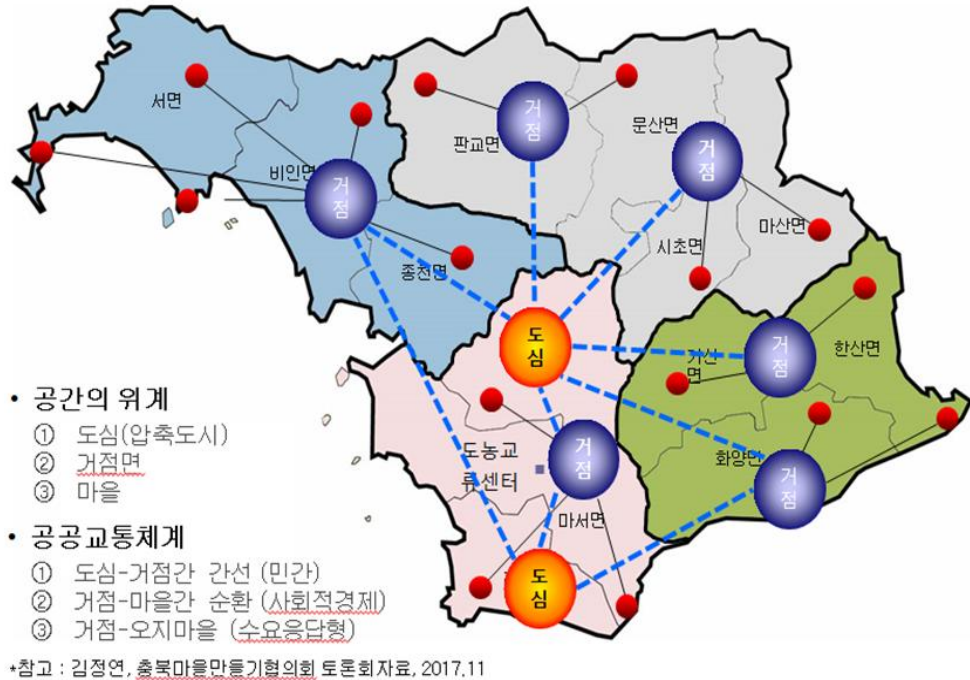 서면
비인면
종천면
판교면
문산면
시초면
마산면
기산
면
한산면
화양면
마서면
도농교
류센터
거
점
거
점
거
점
거
점
거
점
거
점
도
심
도
심
• 공간의 위계
① 도심(압축도시)
② 거점면
③ 마을
• 공공교통체계
① 도심-거점간 간선 (민간)
② 거점-마을간 순환 (사회적경제)
③ 거점-오지마을 (수요응답형)
*참고 : 김정연, 충북마을만들기협의회 토론회자료, 2017.11